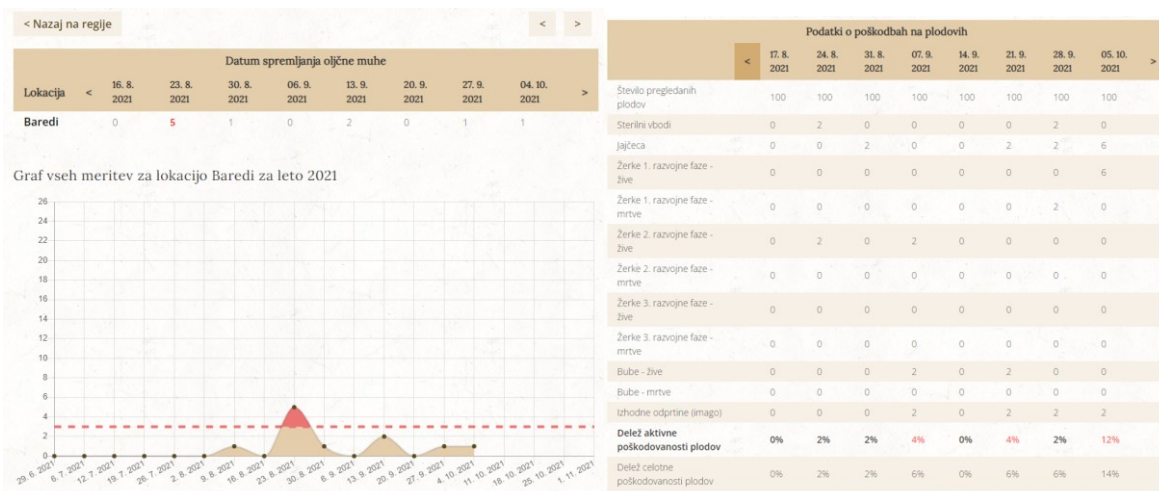 < Nazaj na regije
< >
Datum spremljanja oljčne muhe
Lokacija < 16. 8. 2021 23. 8. 2021 30. 8. 2021 06. 9. 2021 13. 9. 2021 20. 9. 2021 27. 9. 2021 04. 10. 2021 >
Baredi 0 5 1 0 2 0 1 1
Graf vseh meritev za lokacijo Baredi za leto 2021
26
24
22
20
18
16
14
12
10
8
6
4
2
0
29. 6. 2021 6. 7. 2021 12. 7. 2021 19. 7. 2021 26. 7. 2021 2. 8. 2021 9. 8. 2021 16. 8. 2021 23. 8. 2021 30. 8. 2021 6. 9. 2021 13. 9. 2021 20. 9. 2021 27. 9. 2021 4. 10. 2021 11. 10. 2021 18. 10. 2021 25. 10. 2021 1. 11. 2021
Podatki o poškodbah na plodovih
< 17. 8. 2021 24. 8. 2021 31. 8. 2021 07. 9. 2021 14. 9. 2021 21. 9. 2021 28. 9. 2021 05. 10. 2021 >
Število pregledanih
plodov 100 100 100 100 100 100 100 100
Sterilni vbodi 0 2 0 0 0 0 2 0
Jajčeca 0 0 2 0 0 2 2 6
Žerke 1. razvojne faze -
žive 0 0 0 0 0 0 0 6
Žerke 1. razvojne faze -
mrtve 0 0 0 0 0 0 2 0
Žerke 2. razvojne faze -
žive 0 2 0 2 0 0 0 0
Žerke 2. razvojne faze -
mrtve 0 0 0 0 0 0 0 0
Žerke 3. razvojne faze -
žive 0 0 0 0 0 0 0 0
Žerke 3. razvojne faze -
mrtve 0 0 0 0 0 0 0 0
Bube - žive 0 0 0 2 0 2 0 0
Bube - mrtve 0 0 0 0 0 0 0 0
Izhodne odprtine (imago) 0 0 0 2 0 2 2 2
Delež aktivne
poškodovanosti plodov 0% 2% 2% 4% 0% 4% 2% 12%
Delež celotne
poškodovanosti plodov 0% 2% 2% 6% 0% 6% 6% 14%